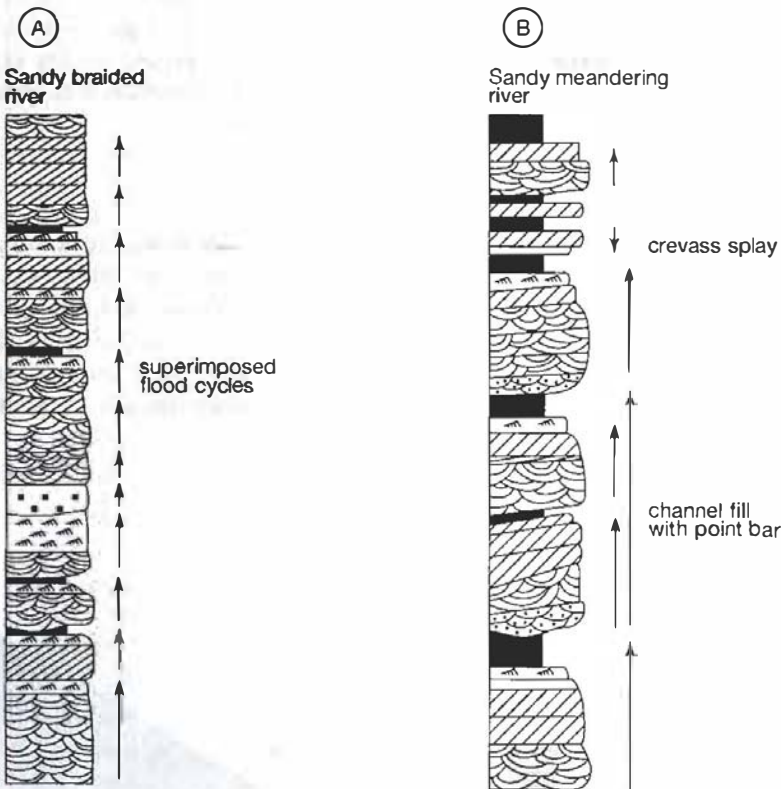 A
Sandy braided
river
superimposed
flood cycles
B
Sandy meandering
river
crevass splay
channel fill
with point bar